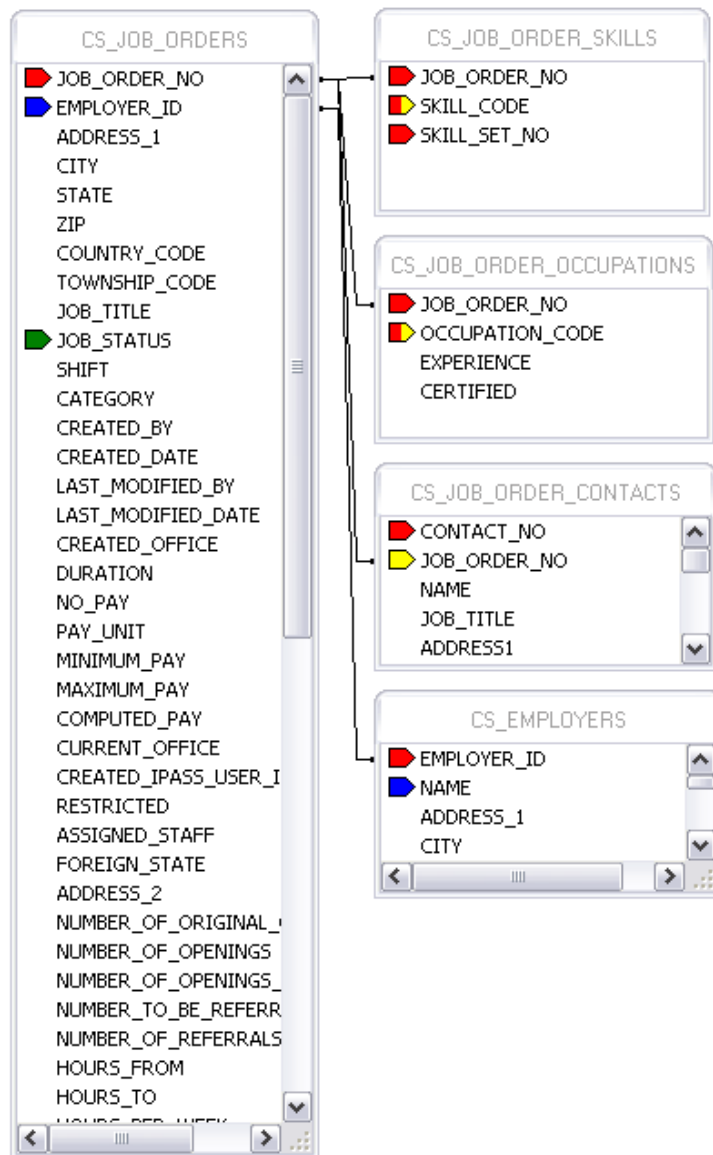 CS_JOB_ORDERS
JOB_ORDER_NO
EMPLOYER_ID
ADDRESS_1
CITY
STATE
ZIP
COUNTRY_CODE
TOWNSHIP_CODE
JOB_TITLE
JOB_STATUS
SHIFT
CATEGORY
CREATED_BY
CREATED_DATE
LAST_MODIFIED_BY
LAST_MODIFIED_DATE
CREATED_OFFICE
DURATION
NO_PAY
PAY_UNIT
MINIMUM_PAY
MAXIMUM_PAY
COMPUTED_PAY
CURRENT_OFFICE
CREATED_IPASS_USER_I
RESTRICTED
ASSIGNED_STAFF
FOREIGN_STATE
ADDRESS_2
NUMBER_OF_ORIGINAL_
NUMBER_OF_OPENINGS
NUMBER_OF_OPENINGS_
NUMBER_TO_BE_REFERR
NUMBER_OF_REFERRALS
HOURS_FROM
HOURS_TO
HOURS_PER_WEEK
CS_JOB_ORDER_SKILLS
JOB_ORDER_NO
SKILL_CODE
SKILL_SET_NO
CS_JOB_ORDER_OCCUPATIONS
JOB_ORDER_NO
OCCUPATION_CODE
EXPERIENCE
CERTIFIED
CS_JOB_ORDER_CONTACTS
CONTACT_NO
JOB_ORDER_NO
NAME
JOB_TITLE
ADDRESS1
CS_EMPLOYERS
EMPLOYER_ID
NAME
ADDRESS_1
CITY